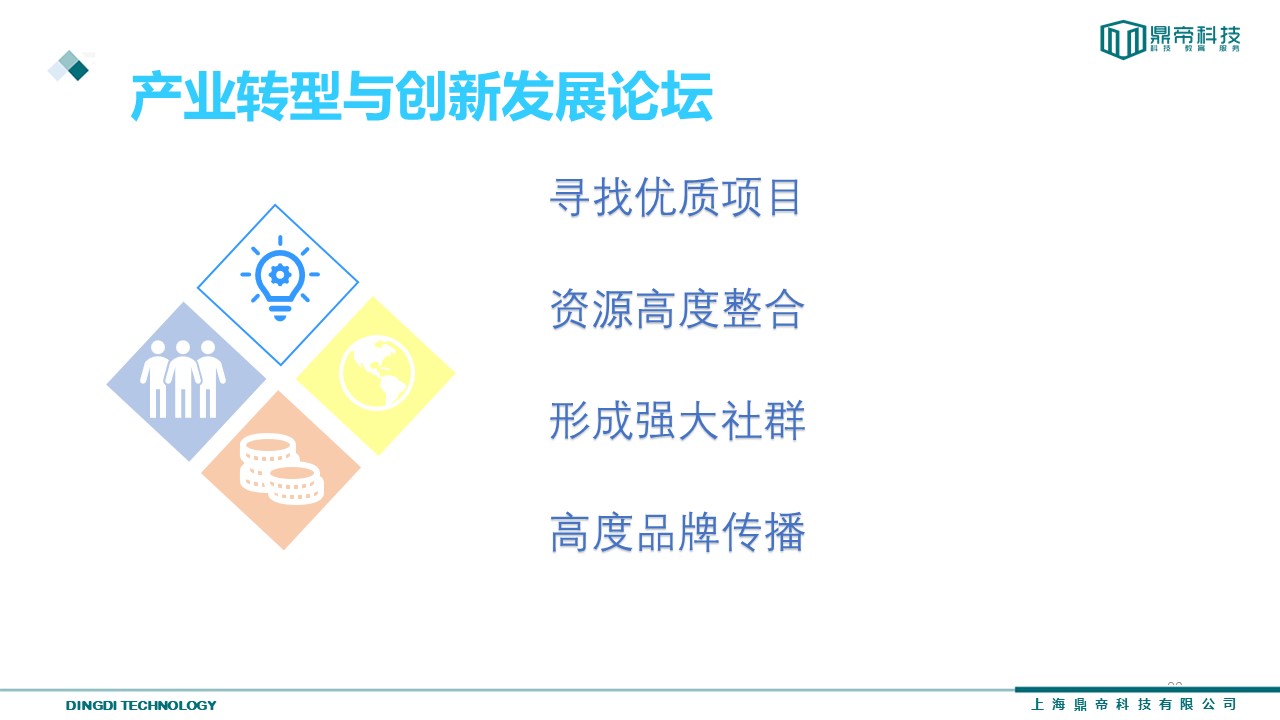 鼎帝科技
科技 教育 服务
产业转型与创新发展论坛
寻找优质项目
资源高度整合
形成强大社群
高度品牌传播
DINGDI TECHNOLOGY
上海鼎帝科技有限公司